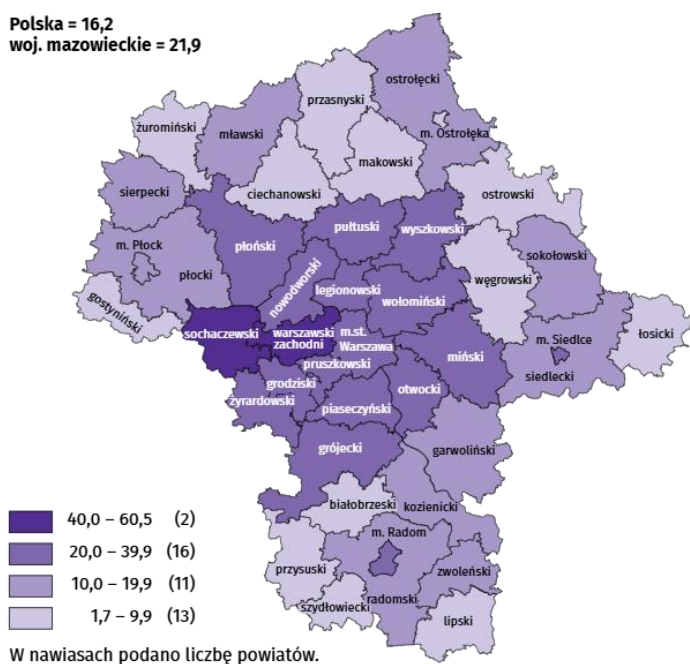 Polska = 16,2
woj. mazowieckie = 21,9
ostrołęcki
przasnyski
żuromiński
mławski
m. Ostrołęka
makowski
sierpecki
ciechanowski
ostrowski
pułtuski
wyszkowski
płoński
sokołowski
m. Płock
węgrowski
nowodworski
płocki
legionowski
wołomiński
gostyniński
łosicki
sochaczewski
warszawski
zachodni
m.st.
Warszawa
m. Siedlce
miński
pruszkowski
siedlecki
grodziski
otwocki
żyrardowski
piaseczyński
grójecki
garwoliński
białobrzeski
kozienicki
m. Radom
przysuski
zwoleński
radomski
szydłowiecki
lipski
40,0 – 60,5 (2)
20,0 – 39,9 (16)
10,0 – 19,9 (11)
1,7 – 9,9 (13)
W nawiasach podano liczbę powiatów.